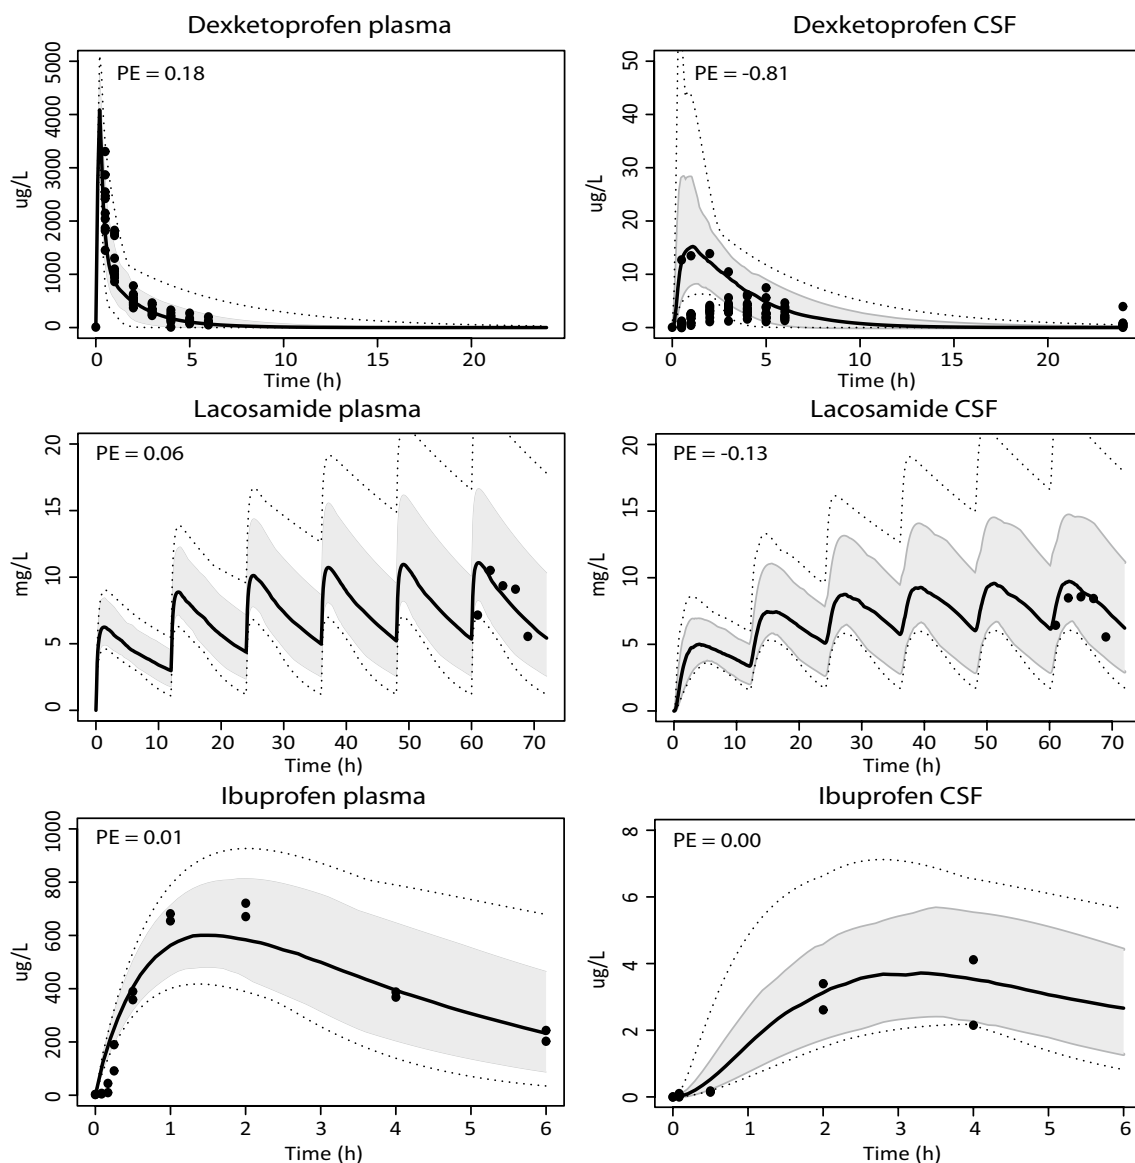 Dexketoprofen plasma
PE = 0.18
ug/L
5000
4000
3000
2000
1000
0
0 5 10 15 20
Time (h)
Dexketoprofen CSF
PE = -0.81
ug/L
50
40
30
20
10
0
0 5 10 15 20
Time (h)
Lacosamide plasma
PE = 0.06
mg/L
20
15
10
5
0
0 10 20 30 40 50 60 70
Time (h)
Lacosamide CSF
PE = -0.13
mg/L
20
15
10
5
0
0 10 20 30 40 50 60 70
Time (h)
Ibuprofen plasma
PE = 0.01
ug/L
1000
800
600
400
200
0
0 1 2 3 4 5 6
Time (h)
Ibuprofen CSF
PE = 0.00
ug/L
8
6
4
2
0
0 1 2 3 4 5 6
Time (h)